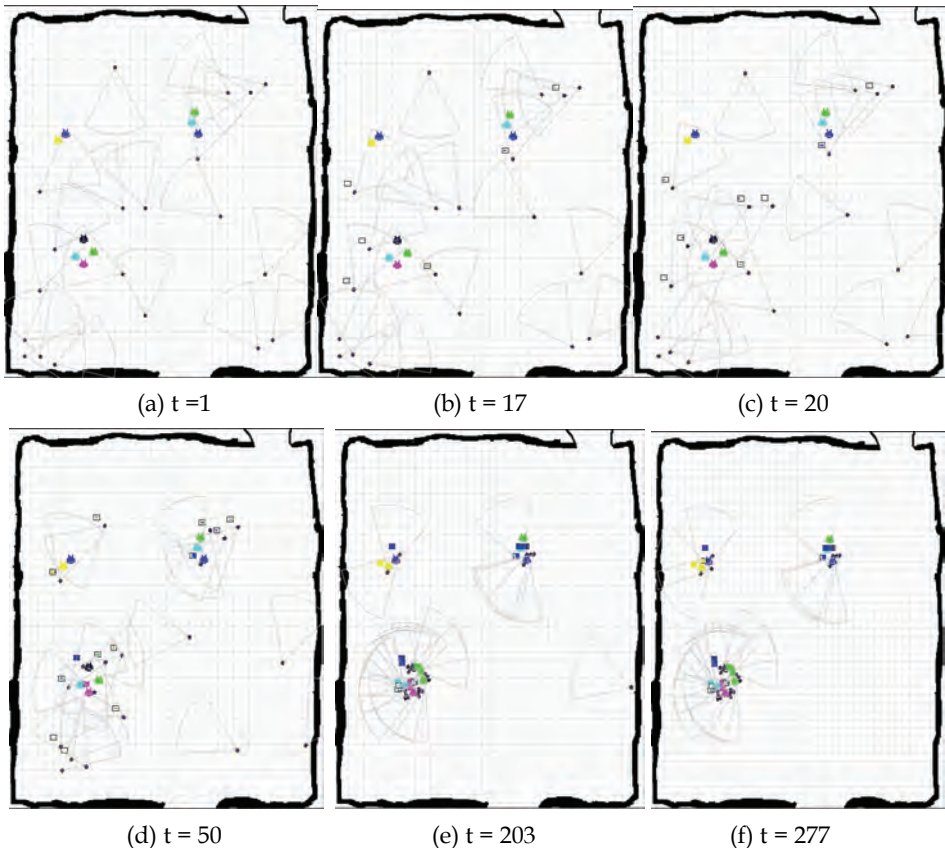 (a) t =1
(b) t = 17
(c) t = 20
(d) t = 50
(e) t = 203
(f) t = 277